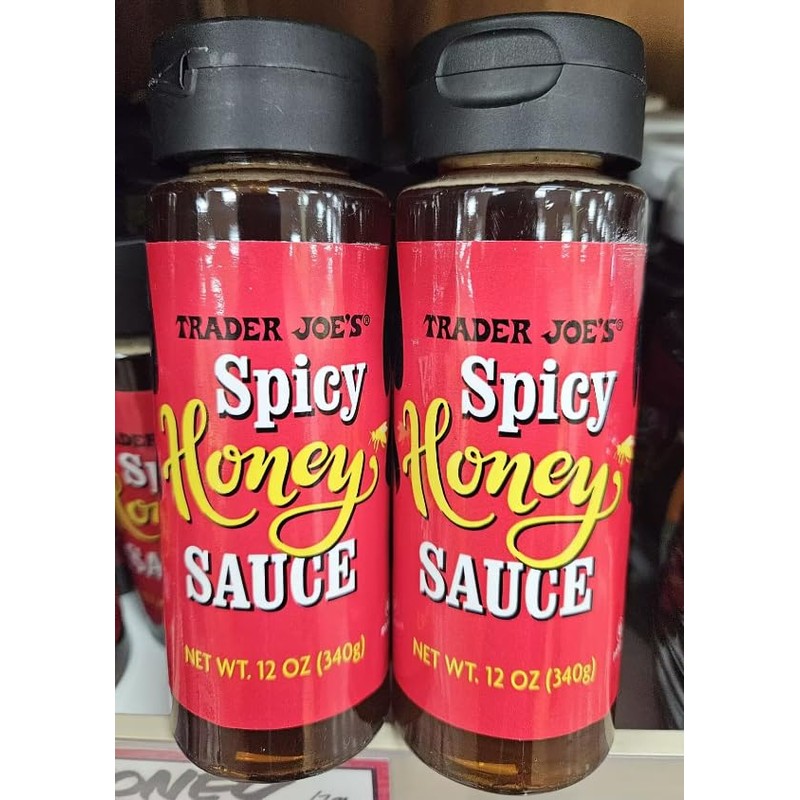 TRADER JOE'S®
Spicy
Honey
SAUCE
NET WT. 12 OZ (340g)
TRADER JOE'S®
Spicy
Honey
SAUCE
NET WT. 12 OZ (340g)